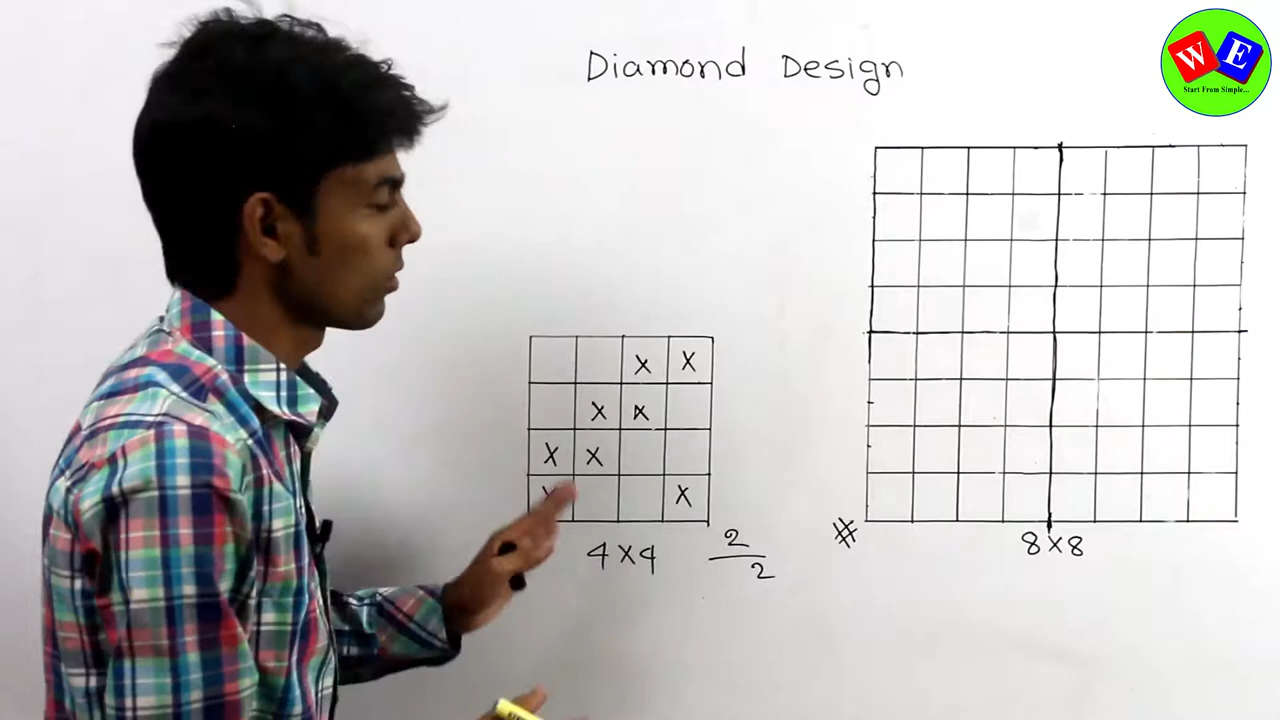 Diamond Design
W E
Start From Simple...
X X
X X
X X
X X
4×4
2
2
#
8×8